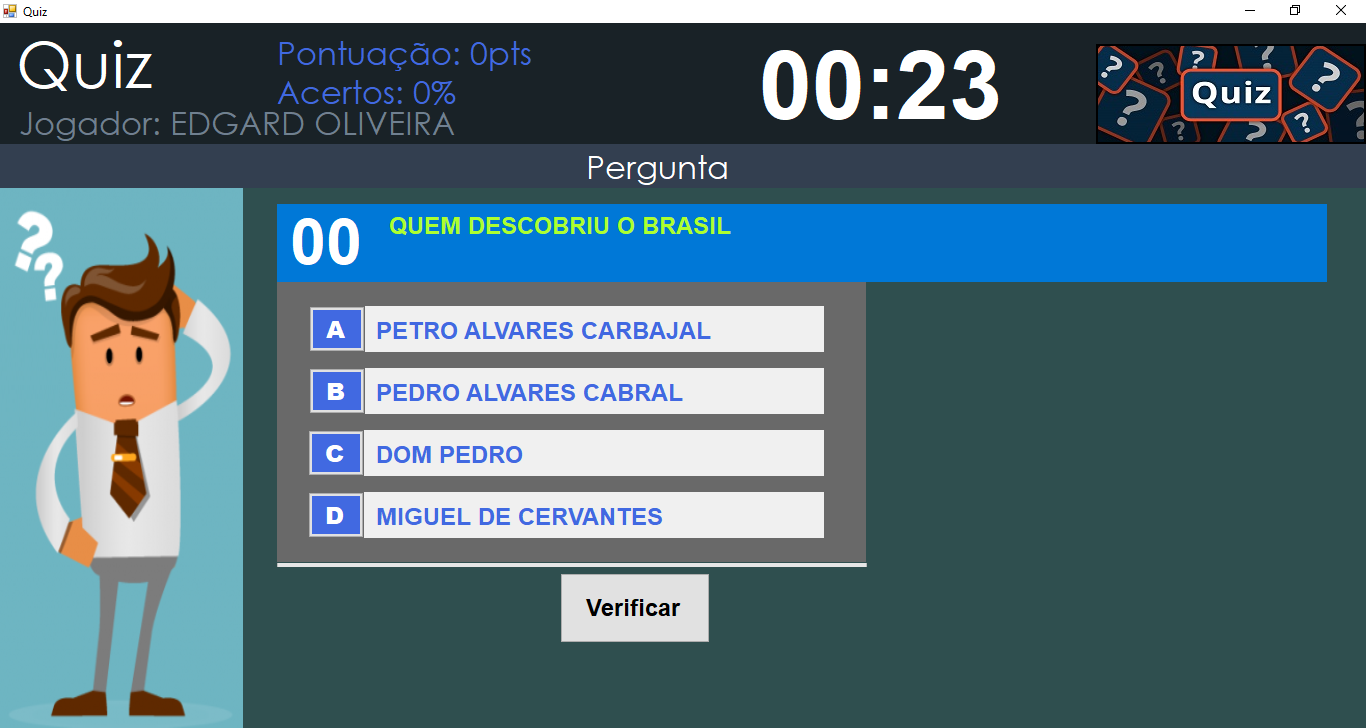 Quiz
Quiz
Pontuação: 0pts
Acertos: 0%
Jogador: EDGARD OLIVEIRA
00:23
? ? ? ? ? ? ? ? ?
Quiz
Pergunta
? ?
00 QUEM DESCOBRIU O BRASIL
A PETRO ALVARES CARBAJAL
B PEDRO ALVARES CABRAL
C DOM PEDRO
D MIGUEL DE CERVANTES
Verificar